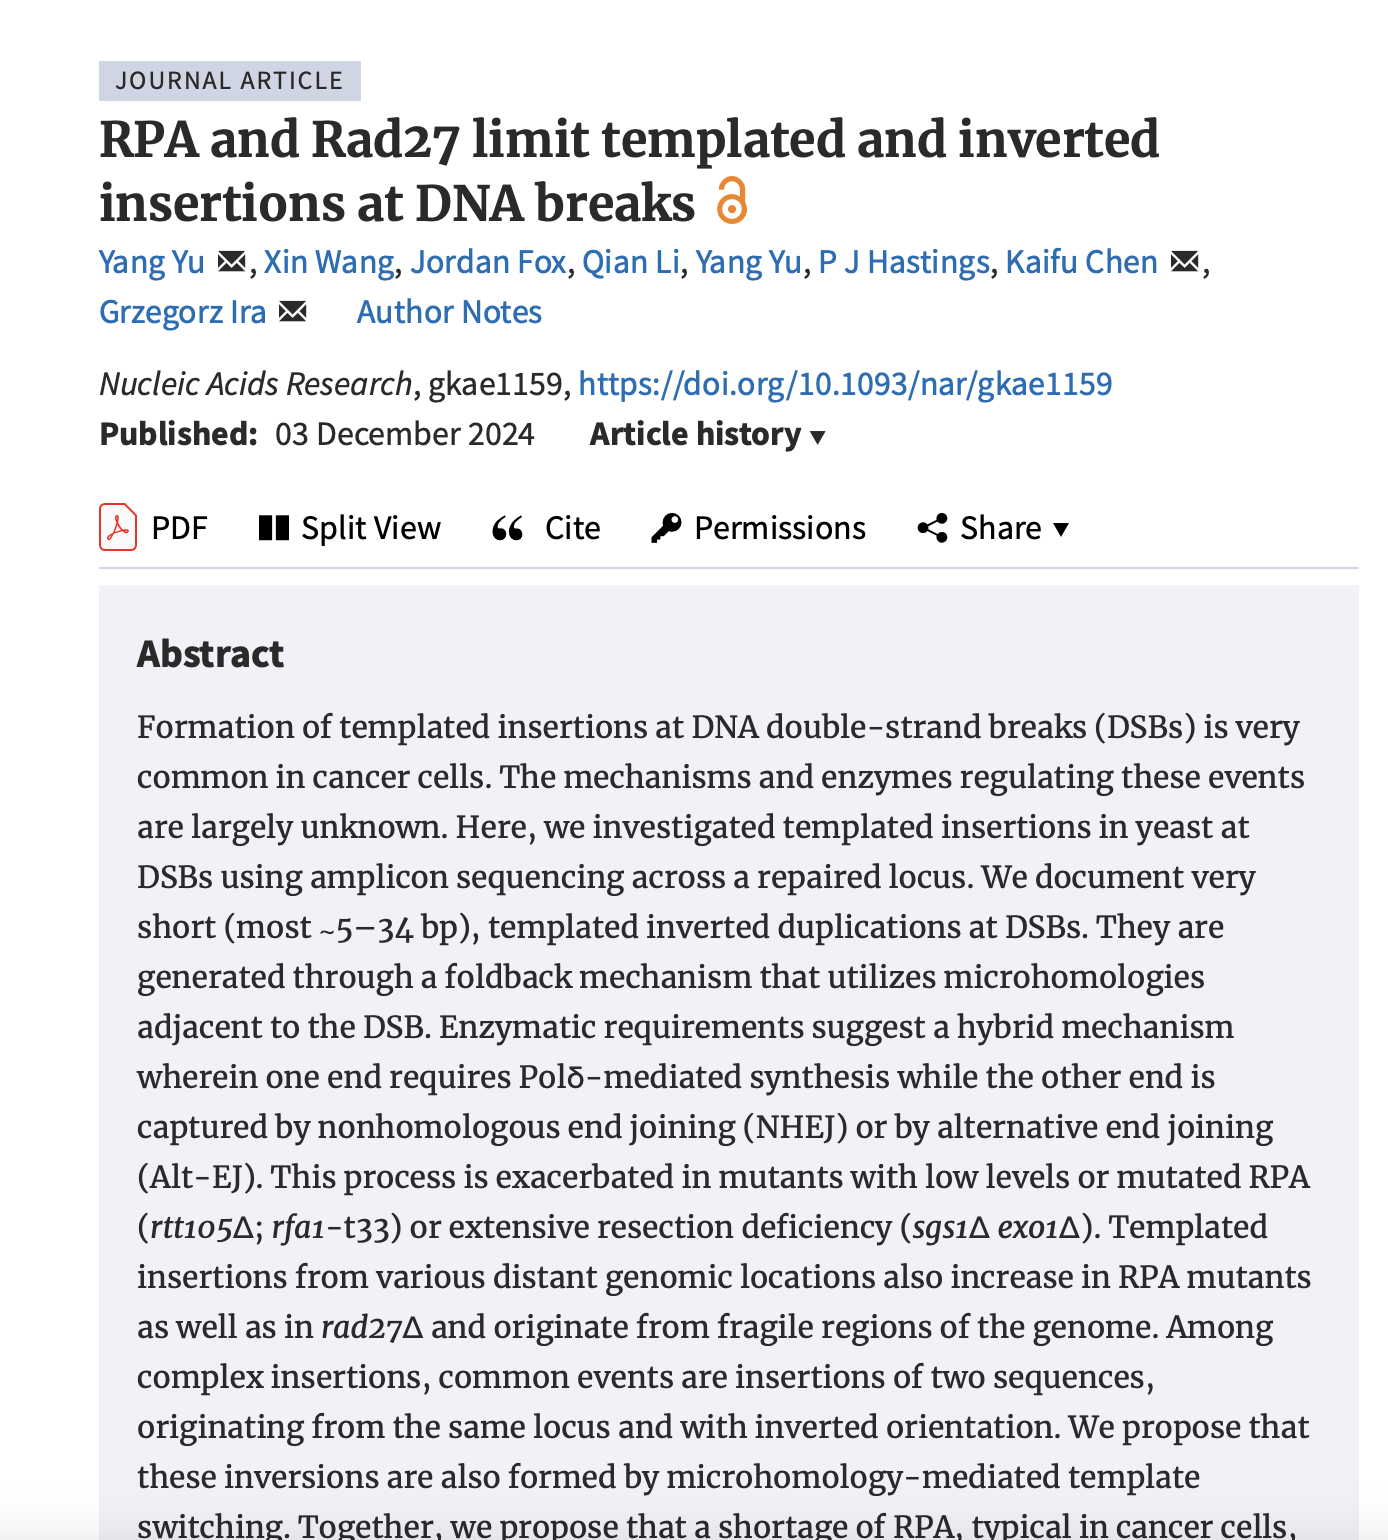 JOURNAL ARTICLE
RPA and Rad27 limit templated and inverted
insertions at DNA breaks
Yang Yu, Xin Wang, Jordan Fox, Qian Li, Yang Yu, P J Hastings, Kaifu Chen,
Grzegorz Ira Author Notes
Nucleic Acids Research, gkae1159, https://doi.org/10.1093/nar/gkae1159
Published: 03 December 2024 Article history ▼
PDF Split View Cite Permissions Share ▼
Abstract
Formation of templated insertions at DNA double-strand breaks (DSBs) is very
common in cancer cells. The mechanisms and enzymes regulating these events
are largely unknown. Here, we investigated templated insertions in yeast at
DSBs using amplicon sequencing across a repaired locus. We document very
short (most ~5–34 bp), templated inverted duplications at DSBs. They are
generated through a foldback mechanism that utilizes microhomologies
adjacent to the DSB. Enzymatic requirements suggest a hybrid mechanism
wherein one end requires Polδ-mediated synthesis while the other end is
captured by nonhomologous end joining (NHEJ) or by alternative end joining
(Alt-EJ). This process is exacerbated in mutants with low levels or mutated RPA
(rtt105Δ; rfa1-t33) or extensive resection deficiency (sgs1Δ exo1Δ). Templated
insertions from various distant genomic locations also increase in RPA mutants
as well as in rad27Δ and originate from fragile regions of the genome. Among
complex insertions, common events are insertions of two sequences,
originating from the same locus and with inverted orientation. We propose that
these inversions are also formed by microhomology-mediated template
switching. Together, we propose that a shortage of RPA, typical in cancer cells,